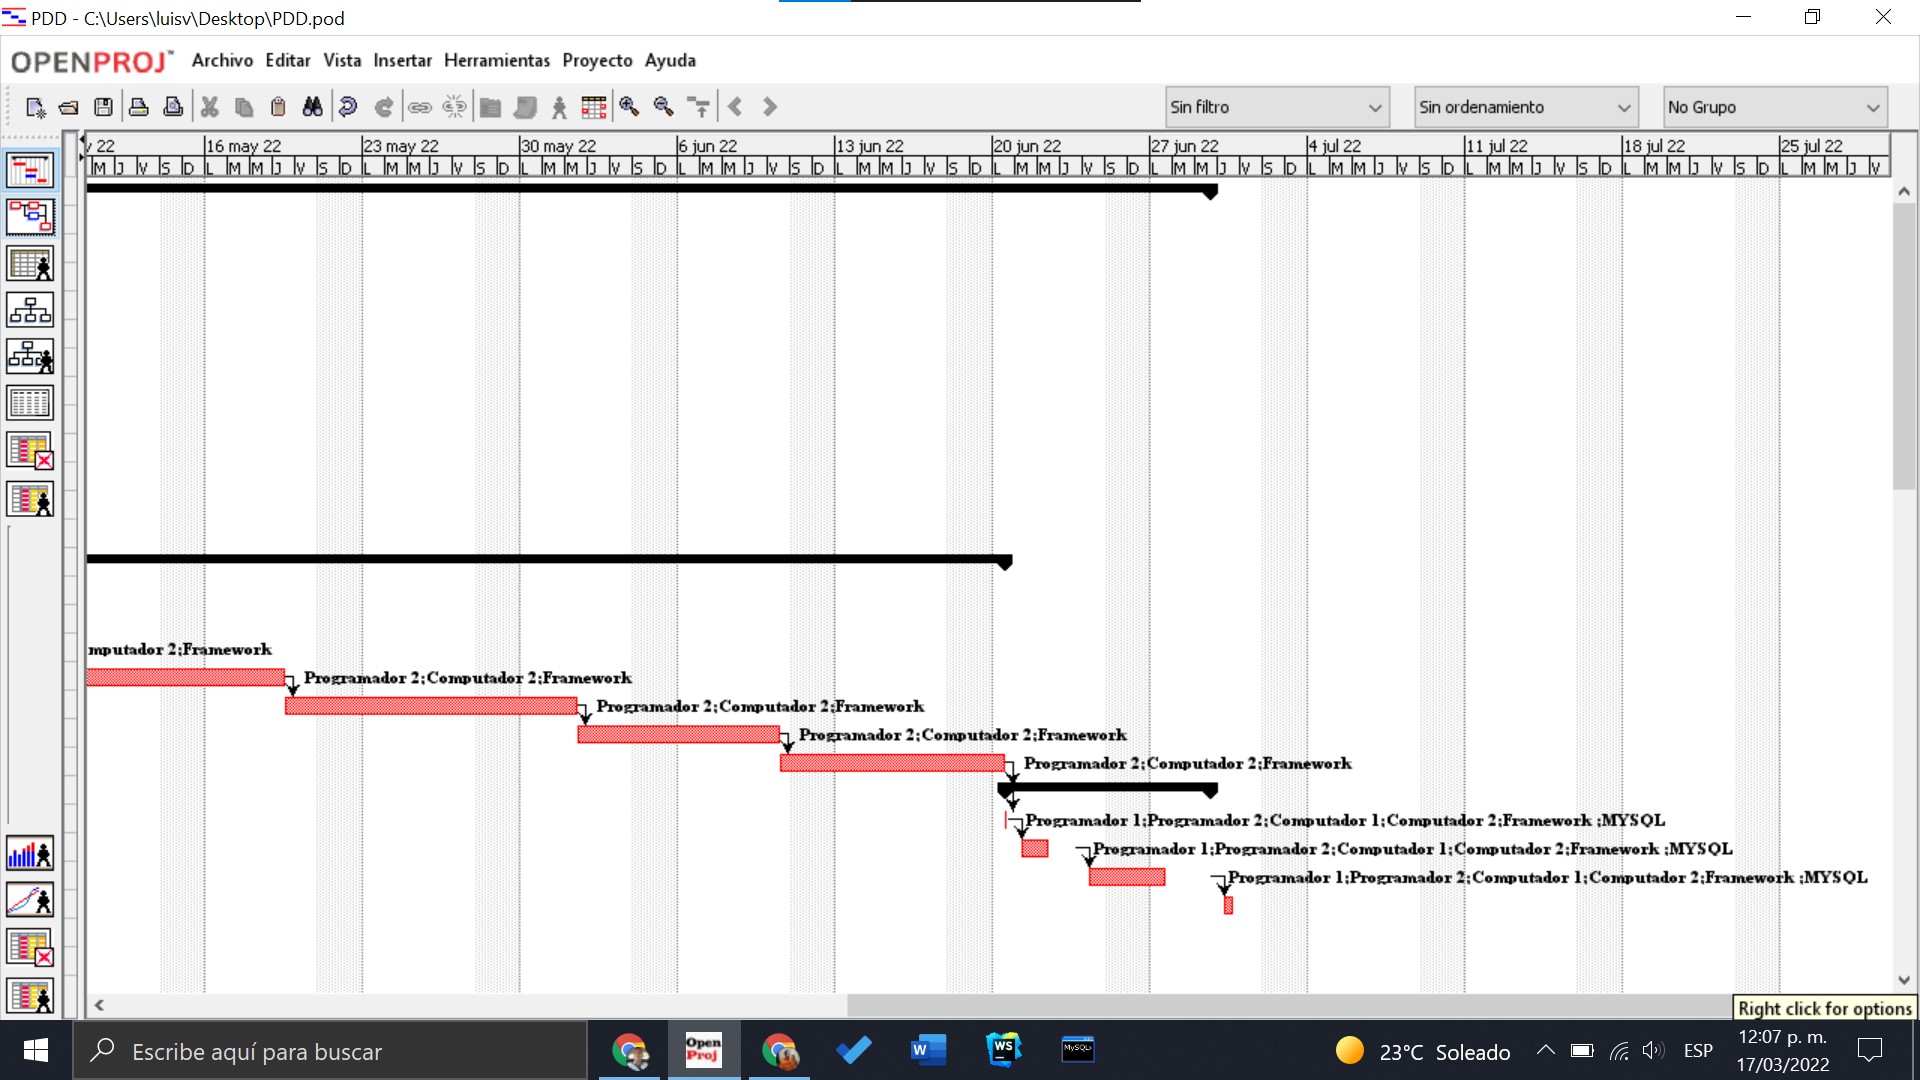 PDD - C:\Users\luisv\Desktop\PDD.pod
OPENPROJ™ Archivo Editar Vista Insertar Herramientas Proyecto Ayuda
Sin filtro Sin ordenamiento No Grupo
y 22 16 may 22 23 may 22 30 may 22 6 jun 22 13 jun 22 20 jun 22 27 jun 22 4 jul 22 11 jul 22 18 jul 22 25 jul 22
M J V S D L M M J V S D L M M J V S D L M M J V S D L M M J V S D L M M J V S D L M M J V S D L M M J V S D L M M J V S D L M M J V S D L M M J V S D L M M J V
mputador 2;Framework
Programador 2;Computador 2;Framework
Programador 2;Computador 2;Framework
Programador 2;Computador 2;Framework
Programador 2;Computador 2;Framework
Programador 1;Programador 2;Computador 1;Computador 2;Framework ;MYSQL
Programador 1;Programador 2;Computador 1;Computador 2;Framework ;MYSQL
Programador 1;Programador 2;Computador 1;Computador 2;Framework ;MYSQL
Right click for options
Escribe aquí para buscar
Open
Proj
W
WS
MySQL
23°C Soleado
ESP
12:07 p. m.
17/03/2022